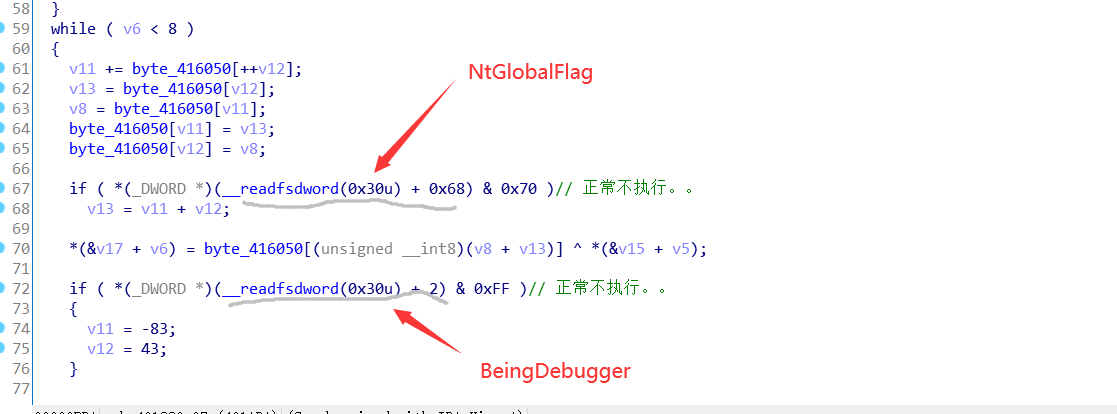 58 }
59 while ( v6 < 8 )
60 {
61 v11 += byte_416050[++v12];
NtGlobalFlag
62 v13 = byte_416050[v12];
63 v8 = byte_416050[v11];
64 byte_416050[v11] = v13;
65 byte_416050[v12] = v8;
66
67 if ( *(_DWORD *)(__readfsdword(0x30u) + 0x68) & 0x70 )// 正常不执行。。
68 v13 = v11 + v12;
69
70 *(&v17 + v6) = byte_416050[(unsigned __int8)(v8 + v13)] ^ *(&v15 + v5);
71
72 if ( *(_DWORD *)(__readfsdword(0x30u) + 2) & 0xFF )// 正常不执行。。
73 {
74 v11 = -83;
75 v12 = 43;
BeingDebugger
76 }
77